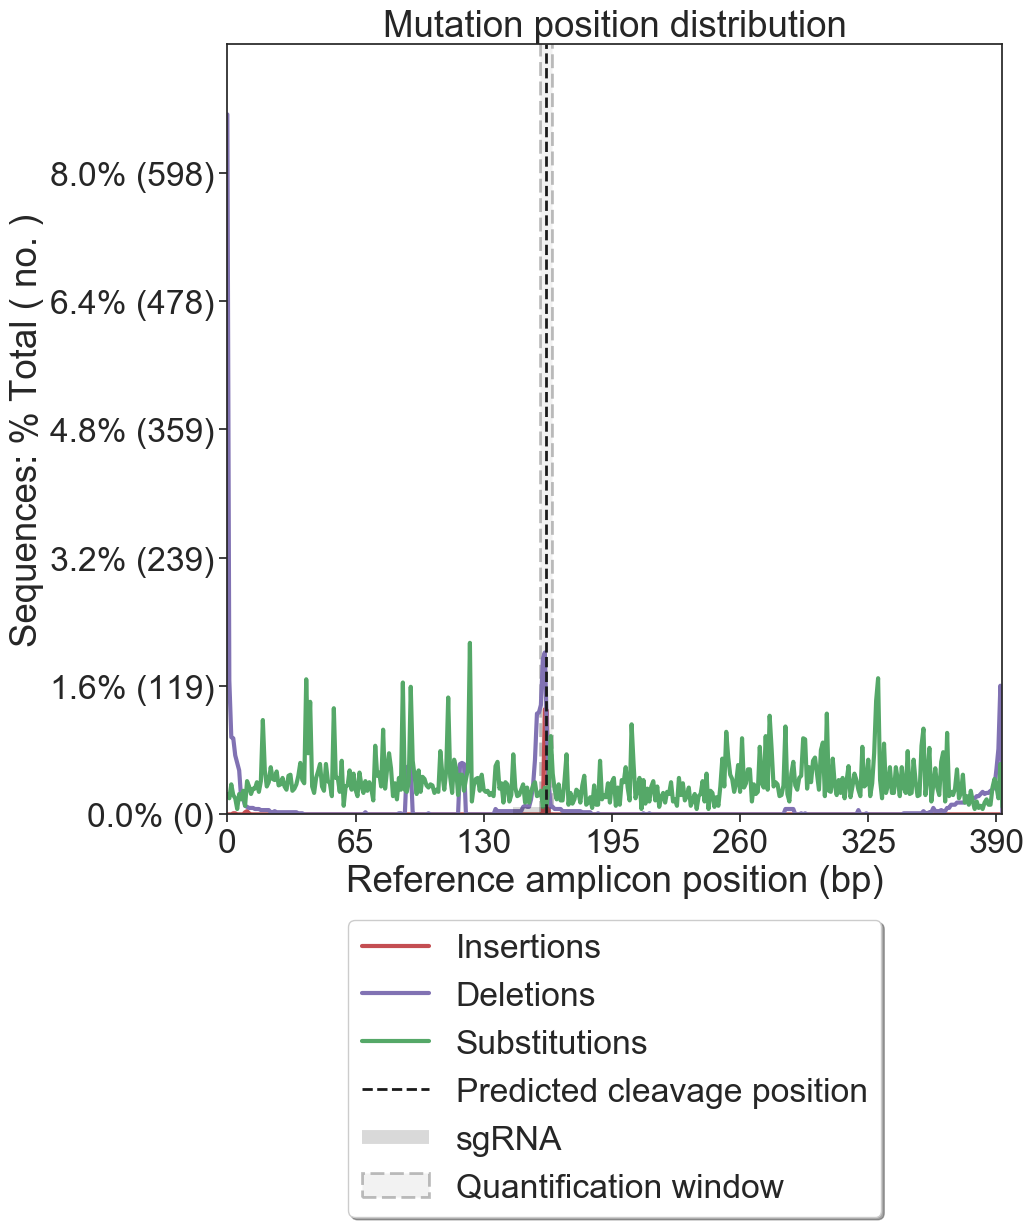 Mutation position distribution
Sequences: % Total ( no. )
8.0% (598)
6.4% (478)
4.8% (359)
3.2% (239)
1.6% (119)
0.0% (0)
0 65 130 195 260 325 390
Reference amplicon position (bp)
Insertions
Deletions
Substitutions
Predicted cleavage position
sgRNA
Quantification window